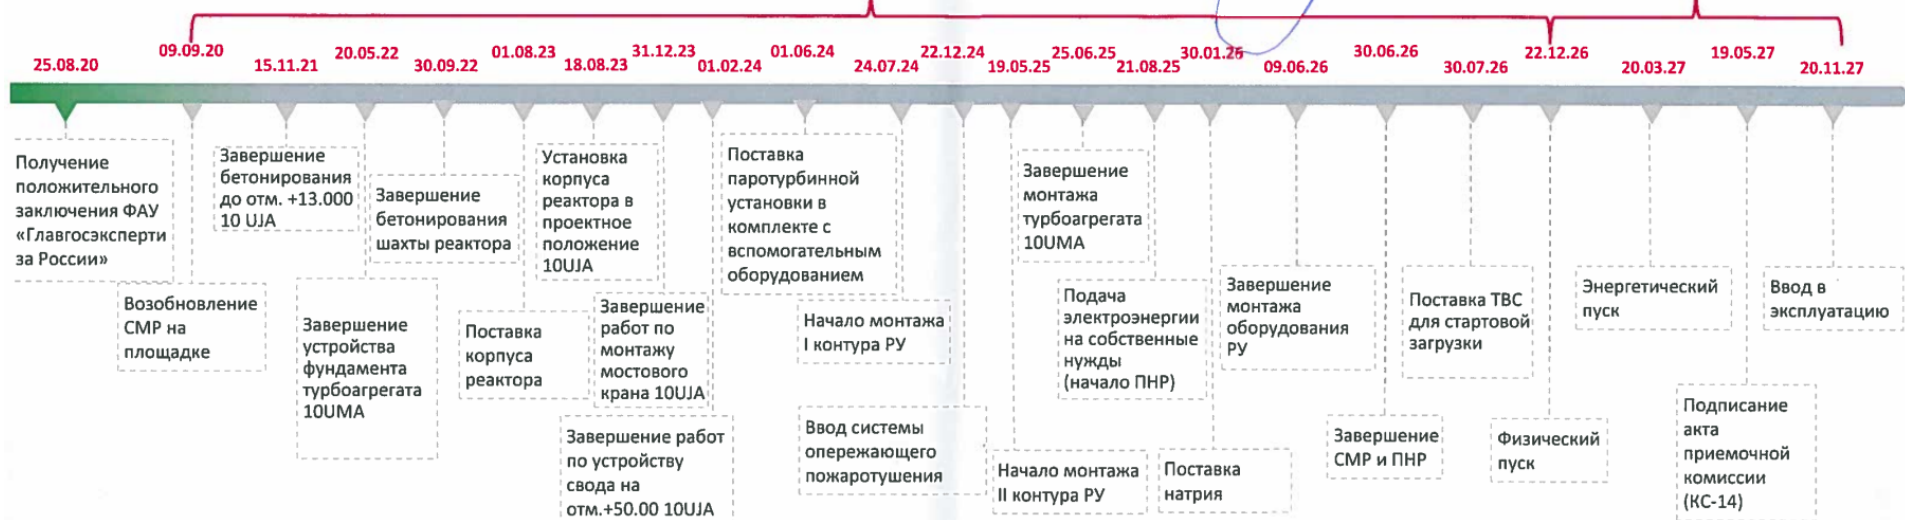 25.08.20
09.09.20
15.11.21
20.05.22
30.09.22
01.08.23
18.08.23
31.12.23
01.02.24
01.06.24
24.07.24
22.12.24
19.05.25
25.06.25
21.08.25
30.01.26
09.06.26
30.06.26
30.07.26
22.12.26
20.03.27
19.05.27
20.11.27
Получение
положительного
заключения ФАУ
«Главгосэксперти
за России»
Возобновление
СМР на
площадке
Завершение
бетонирования
до отм. +13.000
10 UJA
Завершение
устройства
фундамента
турбоагрегата
10UMA
Завершение
бетонирования
шахты реактора
Поставка
корпуса
реактора
Установка
корпуса
реактора в
проектное
положение
10UJA
Завершение
работ по
монтажу
мостового
крана 10UJA
Завершение работ
по устройству
свода на
отм.+50.00 10UJA
Поставка
паротурбинной
установки в
комплекте с
вспомогательным
оборудованием
Начало монтажа
I контура РУ
Ввод системы
опережающего
пожаротушения
Начало монтажа
II контура РУ
Завершение
монтажа
турбоагрегата
10UMA
Подача
электроэнергии
на собственные
нужды
(начало ПНР)
Поставка
натрия
Завершение
монтажа
оборудования
РУ
Завершение
СМР и ПНР
Поставка ТВС
для стартовой
загрузки
Физический
пуск
Энергетический
пуск
Подписание
акта
приемочной
комиссии
(КС-14)
Ввод в
эксплуатацию